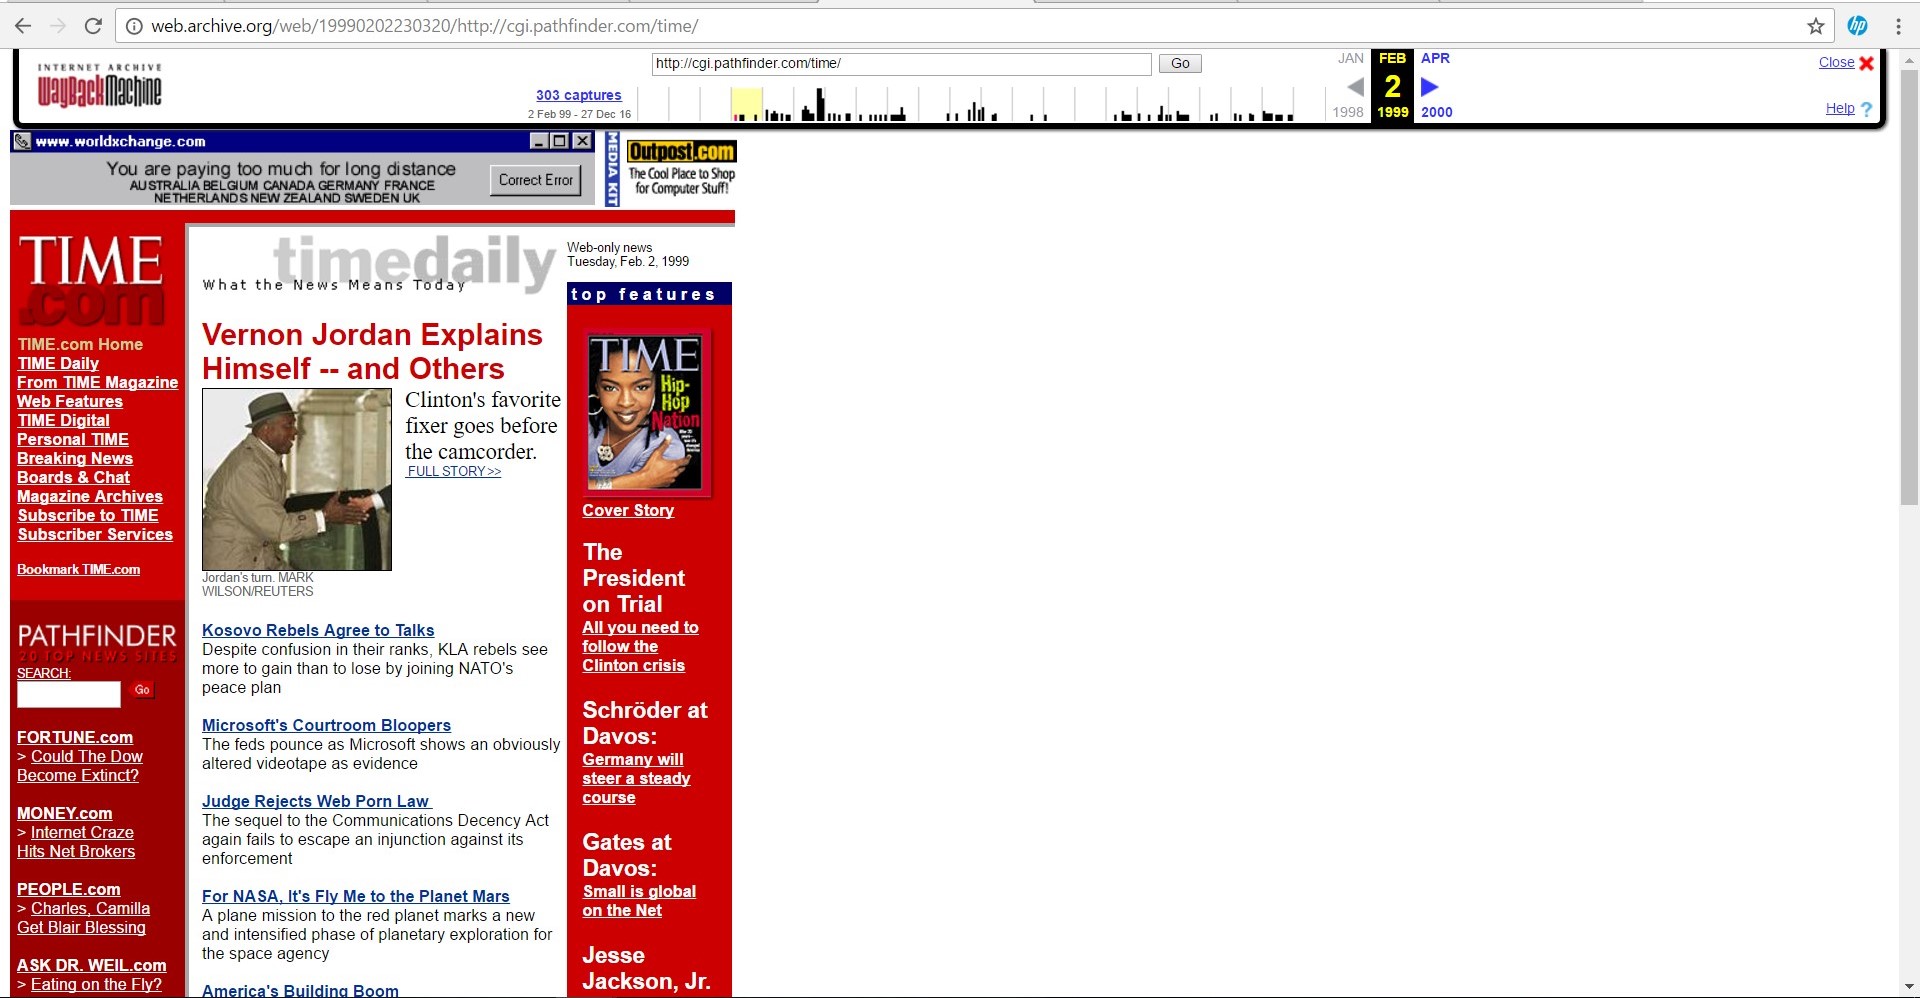 web.archive.org/web/19990202230320/http://cgi.pathfinder.com/time/
INTERNET ARCHIVE
WayBackMachine
http://cgi.pathfinder.com/time/
Go
303 captures
2 Feb 99 - 27 Dec 16
JAN
FEB
APR
2
1998
1999
2000
Close
Help ?
www.worldxchange.com
You are paying too much for long distance
AUSTRALIA BELGIUM CANADA GERMANY FRANCE
NETHERLANDS NEW ZEALAND SWEDEN UK
Correct Error
MEDIA KIT
Outpost.com
The Cool Place to Shop
for Computer Stuff!
TIME
.com
TIME.com Home
TIME Daily
From TIME Magazine
Web Features
TIME Digital
Personal TIME
Breaking News
Boards & Chat
Magazine Archives
Subscribe to TIME
Subscriber Services
Bookmark TIME.com
PATHFINDER
20 TOP NEWS SITES
SEARCH:
Go
FORTUNE.com
> Could The Dow
Become Extinct?
MONEY.com
> Internet Craze
Hits Net Brokers
PEOPLE.com
> Charles, Camilla
Get Blair Blessing
ASK DR. WEIL.com
> Eating on the Fly?
timedaily
What the News Means Today
Vernon Jordan Explains
Himself -- and Others
Clinton's favorite
fixer goes before
the camcorder.
FULL STORY>>
Jordan's turn. MARK
WILSON/REUTERS
Kosovo Rebels Agree to Talks
Despite confusion in their ranks, KLA rebels see
more to gain than to lose by joining NATO's
peace plan
Microsoft's Courtroom Bloopers
The feds pounce as Microsoft shows an obviously
altered videotape as evidence
Judge Rejects Web Porn Law
The sequel to the Communications Decency Act
again fails to escape an injunction against its
enforcement
For NASA, It's Fly Me to the Planet Mars
A plane mission to the red planet marks a new
and intensified phase of planetary exploration for
the space agency
America's Building Boom
Web-only news
Tuesday, Feb. 2, 1999
top features
TIME
Hip-
Hop
Nation
Cover Story
The
President
on Trial
All you need to
follow the
Clinton crisis
Schröder at
Davos:
Germany will
steer a steady
course
Gates at
Davos:
Small is global
on the Net
Jesse
Jackson, Jr.